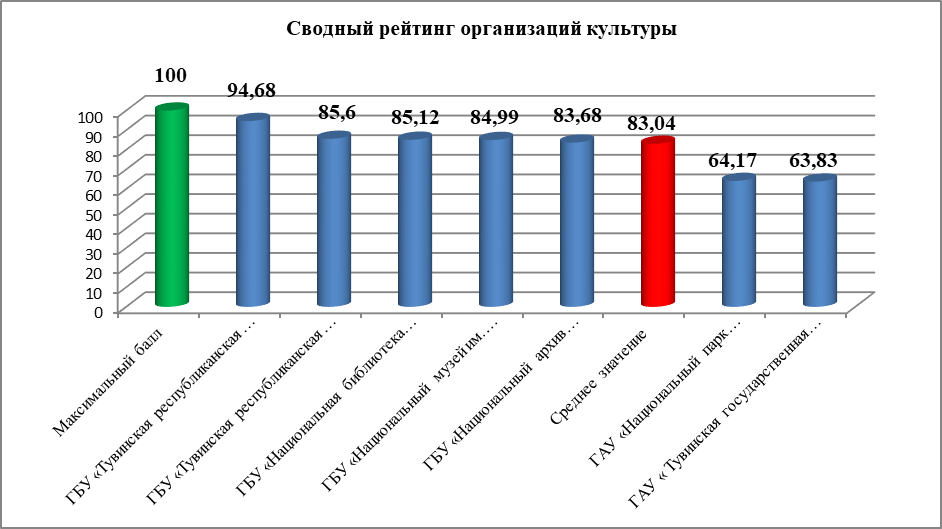 Сводный рейтинг организаций культуры
100
94,68
85,6
85,12
84,99
83,68
83,04
64,17
63,83
100
90
80
70
60
50
40
30
20
10
0
Максимальный балл
ГБУ «Тувинская республиканская …
ГБУ «Тувинская республиканская …
ГБУ «Национальная библиотека…
ГБУ «Национальный музей им.…
ГБУ «Национальный архив…
Среднее значение
ГАУ «Национальный парк…
ГАУ « Тувинская государственная…